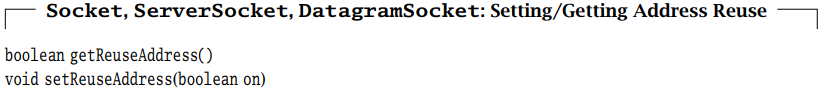 Socket, ServerSocket, DatagramSocket: Setting/Getting Address Reuse
boolean getReuseAddress()
void setReuseAddress(boolean on)